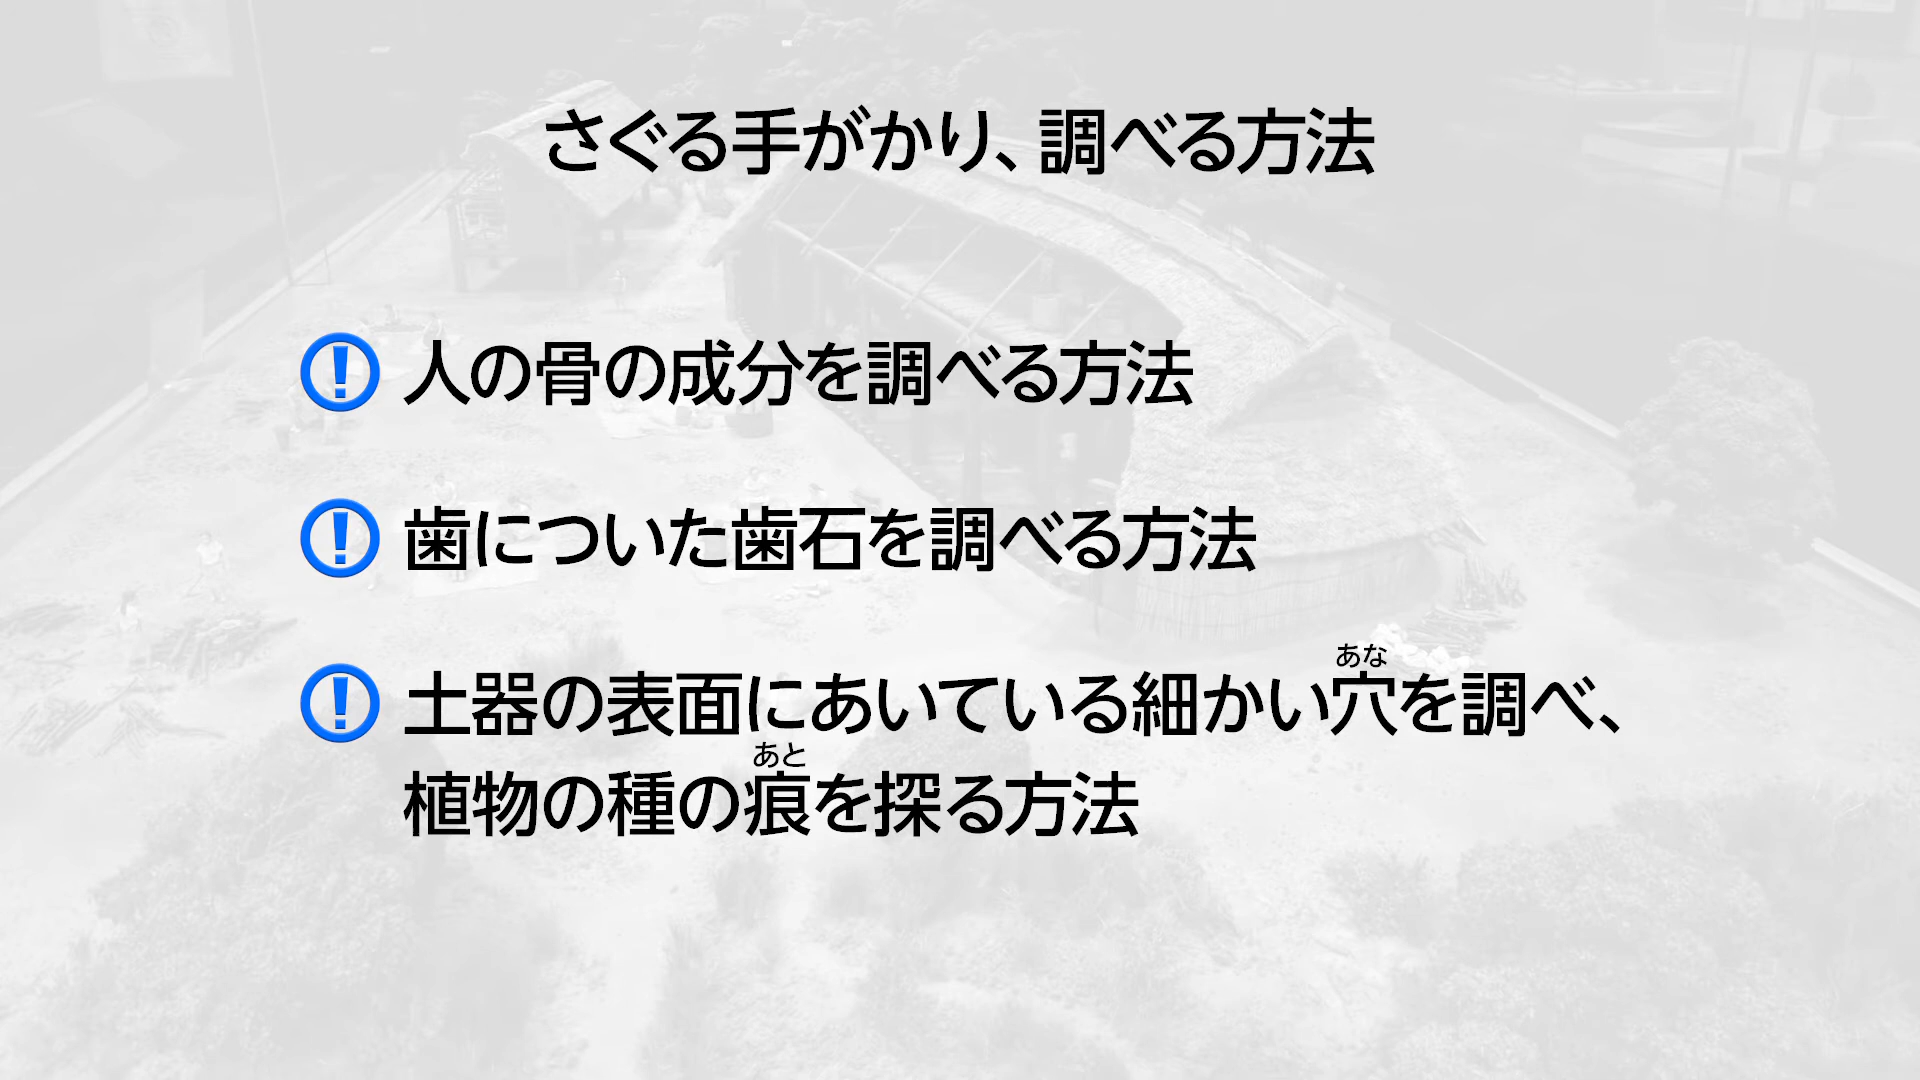 さぐる手がかり、調べる方法
人の骨の成分を調べる方法
歯についた歯石を調べる方法
あな
土器の表面にあいている細かい穴を調べ、
あと
植物の種の痕を探る方法